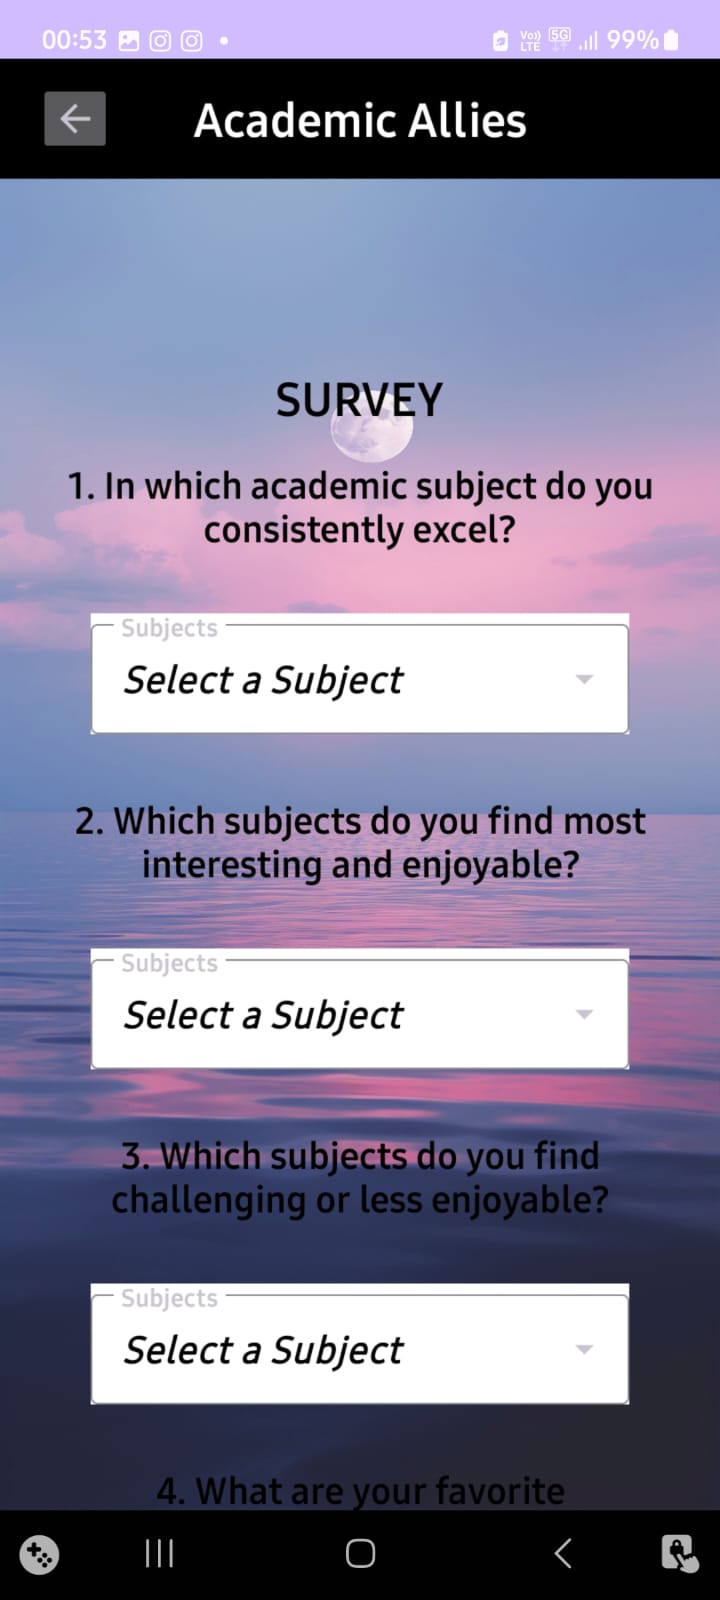 00:53 Vo)) LTE 5G 99%
Academic Allies
SURVEY
1. In which academic subject do you
consistently excel?
Subjects
Select a Subject
2. Which subjects do you find most
interesting and enjoyable?
Subjects
Select a Subject
3. Which subjects do you find
challenging or less enjoyable?
Subjects
Select a Subject
4. What are your favorite